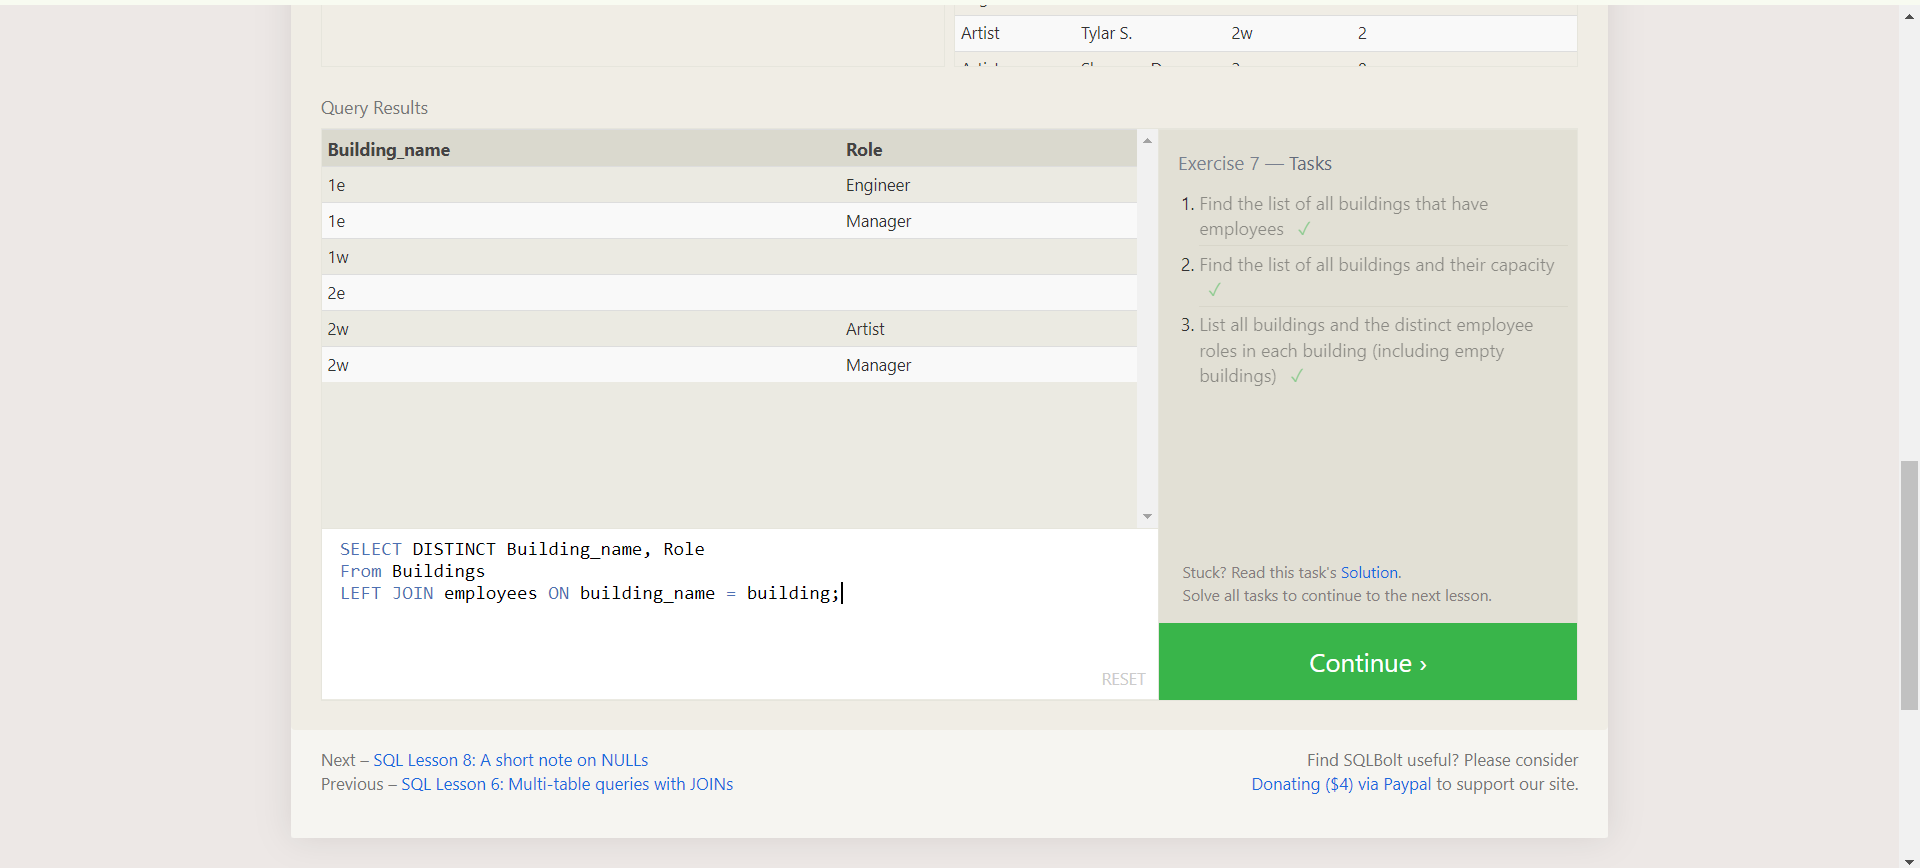 Artist Tylar S. 2w 2
Query Results
Building_name Role
1e Engineer
1e Manager
1w
2e
2w Artist
2w Manager
SELECT DISTINCT Building_name, Role
From Buildings
LEFT JOIN employees ON building_name = building;
RESET
Exercise 7 — Tasks
1. Find the list of all buildings that have
employees ✓
2. Find the list of all buildings and their capacity
✓
3. List all buildings and the distinct employee
roles in each building (including empty
buildings) ✓
Stuck? Read this task's Solution.
Solve all tasks to continue to the next lesson.
Continue ›
Next – SQL Lesson 8: A short note on NULLs
Previous – SQL Lesson 6: Multi-table queries with JOINs
Find SQLBolt useful? Please consider
Donating ($4) via Paypal to support our site.